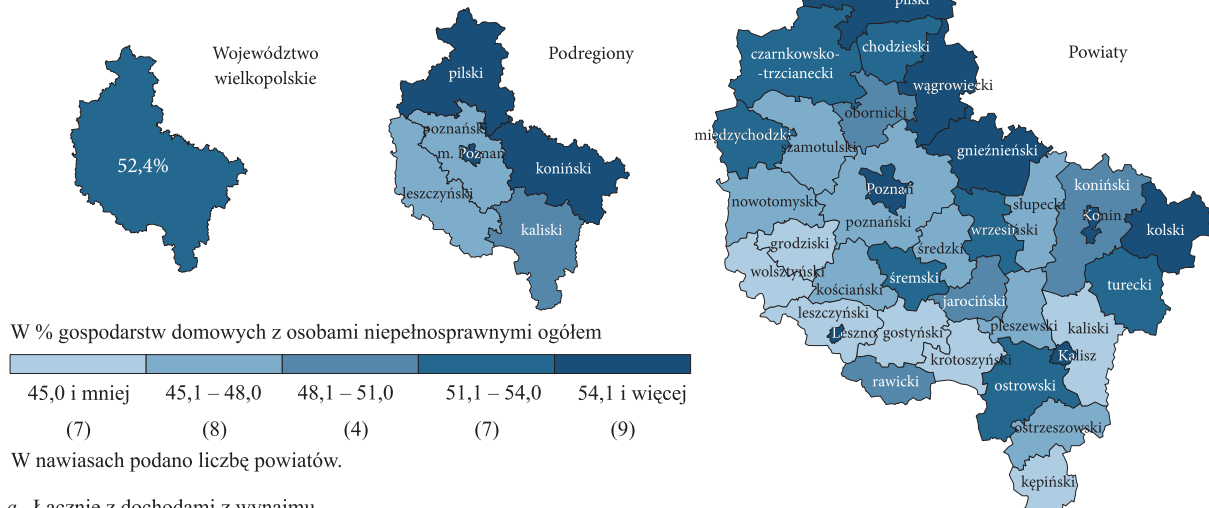 Województwo
wielkopolskie
52,4%
Podregiony
pilski
poznański
m. Poznań
koniński
leszczyński
kaliski
Powiaty
pilski
chodzieski
czarnkowsko-
-trzcianecki
wągrowiecki
obornicki
międzychodzki
szamotulski
gnieźnieński
Poznań
koniński
nowotomyski
słupecki
Konin
poznański
wrzesiński
kolski
grodziski
średzki
wolsztyński
śremski
turecki
kościański
jarociński
leszczyński
pleszewski
kaliski
Leszno
gostyński
krotoszyński
Kalisz
rawicki
ostrowski
ostrzeszowski
kępiński
W % gospodarstw domowych z osobami niepełnosprawnymi ogółem
45,0 i mniej 45,1 – 48,0 48,1 – 51,0 51,1 – 54,0 54,1 i więcej
(7) (8) (4) (7) (9)
W nawiasach podano liczbę powiatów.
a Łącznie z dochodami z wynajmu